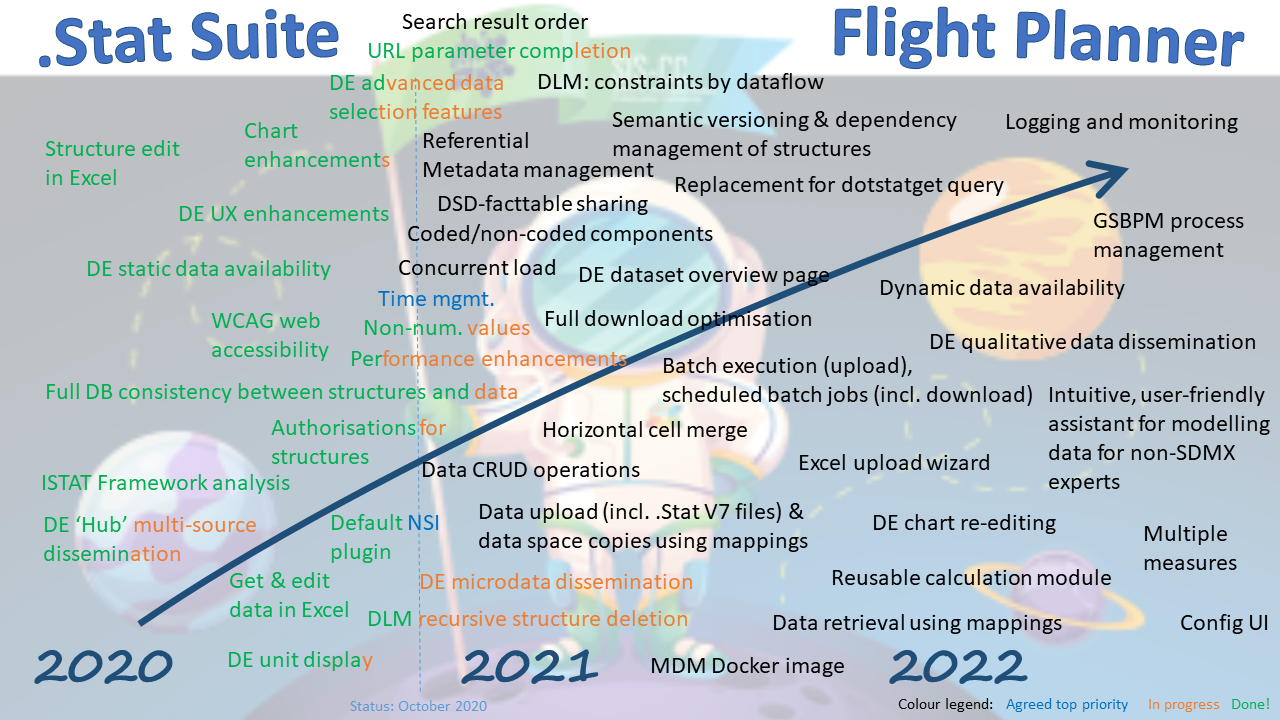 .Stat Suite
Flight Planner
Search result order
URL parameter completion
DE advanced data
selection features
DLM: constraints by dataflow
Chart
enhancements
Structure edit
in Excel
Referential
Metadata management
Semantic versioning & dependency
management of structures
Logging and monitoring
Replacement for dotstatget query
DE UX enhancements
DSD-facttable sharing
Coded/non-coded components
GSBPM process
management
DE static data availability
Concurrent load
DE dataset overview page
Dynamic data availability
Time mgmt.
WCAG web
accessibility
Non-num. values
Full download optimisation
DE qualitative data dissemination
Performance enhancements
Batch execution (upload),
scheduled batch jobs (incl. download)
Full DB consistency between structures and data
Intuitive, user-friendly
assistant for modelling
data for non-SDMX
experts
Authorisations for
structures
Horizontal cell merge
Data CRUD operations
Excel upload wizard
ISTAT Framework analysis
DE ‘Hub’ multi-source
dissemination
Default NSI
plugin
Data upload (incl. .Stat V7 files) &
data space copies using mappings
DE chart re-editing
Multiple
measures
Get & edit
data in Excel
DE microdata dissemination
Reusable calculation module
DLM recursive structure deletion
Data retrieval using mappings
Config UI
2020
DE unit display
2021
MDM Docker image
2022
Status: October 2020
Colour legend: Agreed top priority In progress Done!
SIS-CC